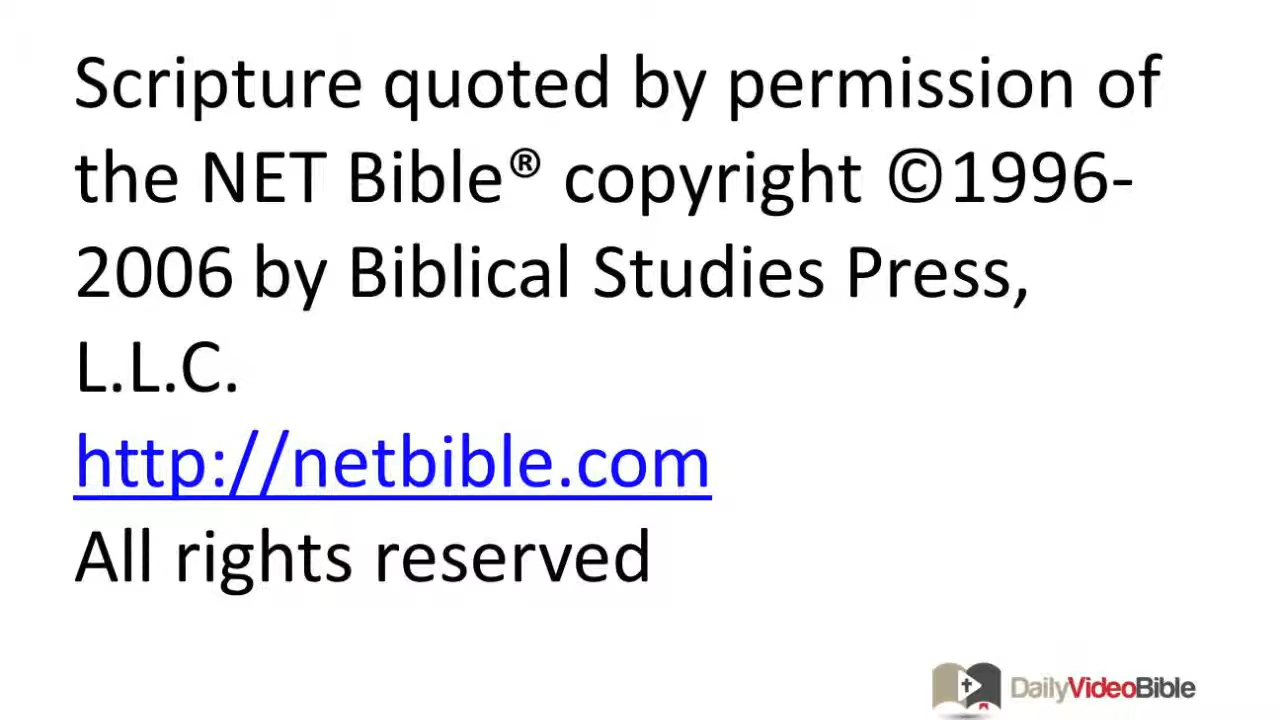 Scripture quoted by permission of
the NET Bible® copyright ©1996-
2006 by Biblical Studies Press,
L.L.C.
http://netbible.com
All rights reserved
DailyVideoBible